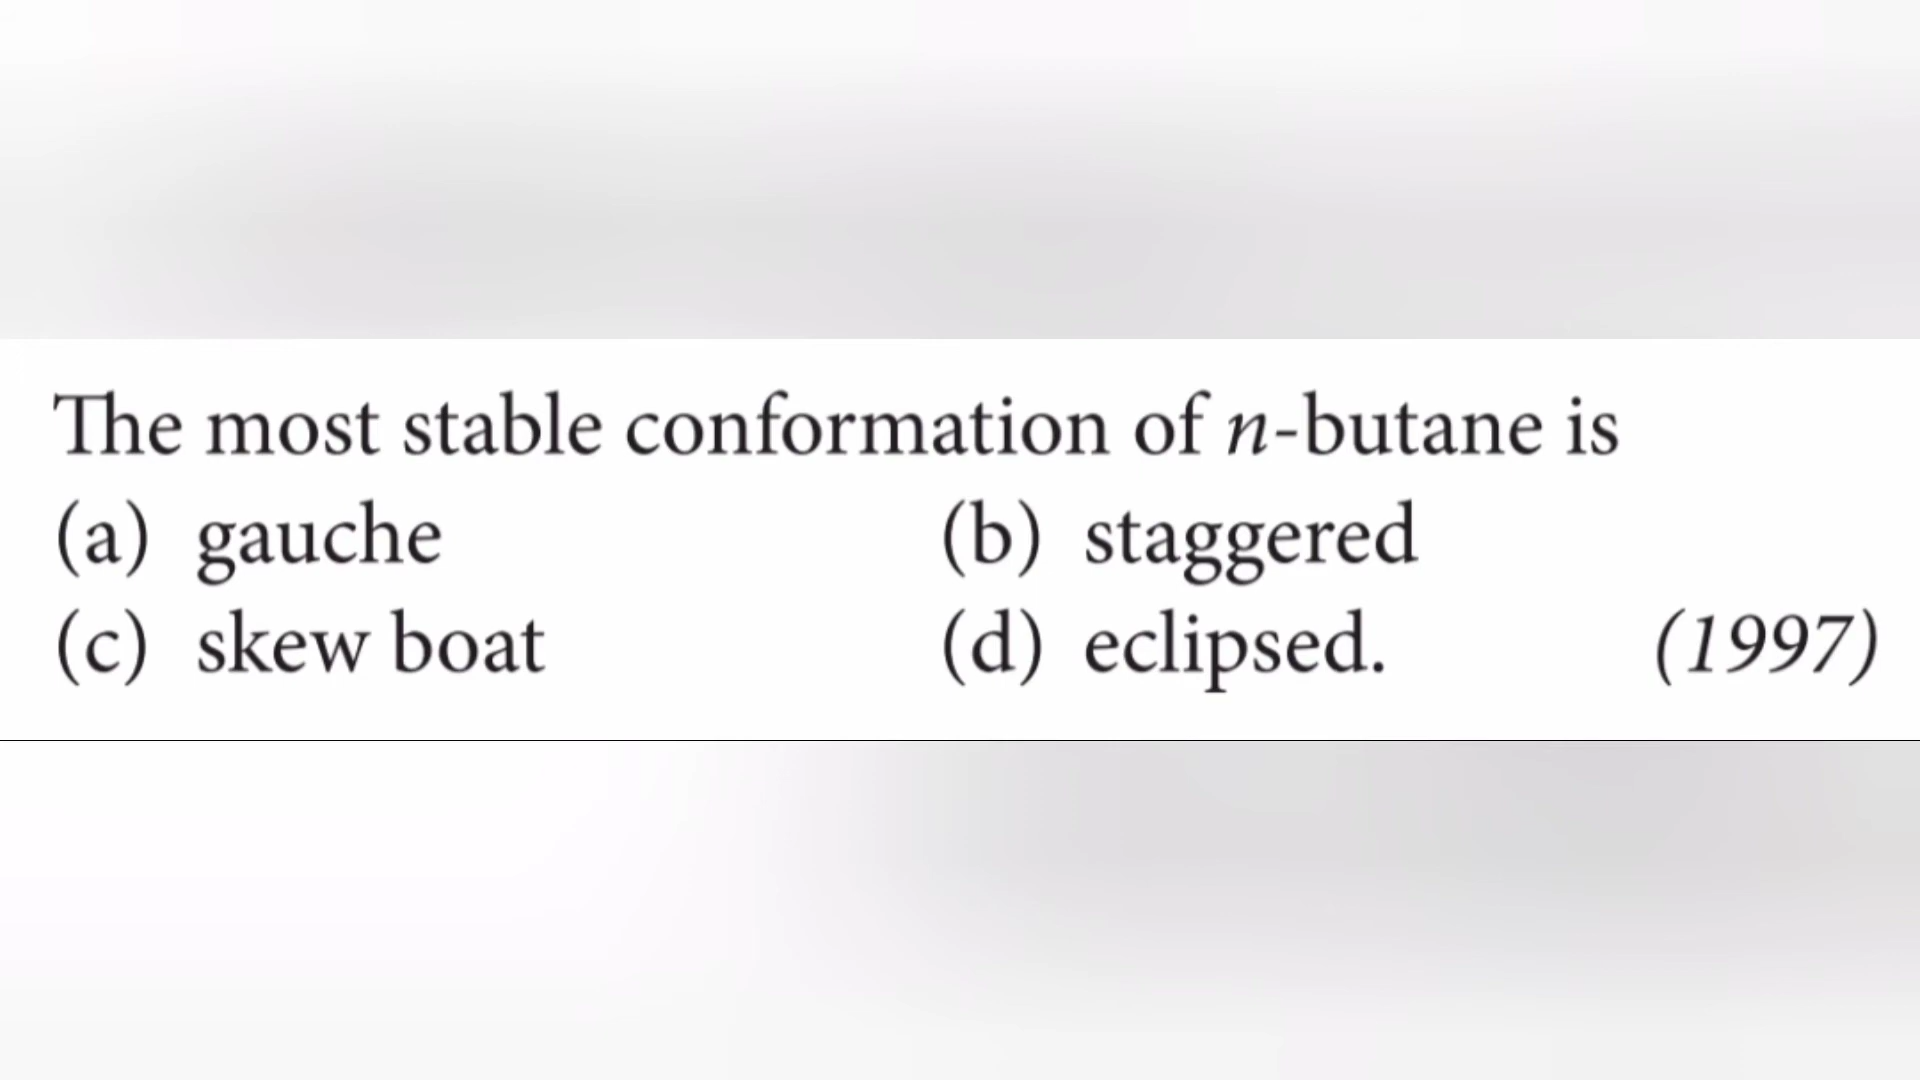 The most stable conformation of n-butane is
(a) gauche (b) staggered
(c) skew boat (d) eclipsed. (1997)